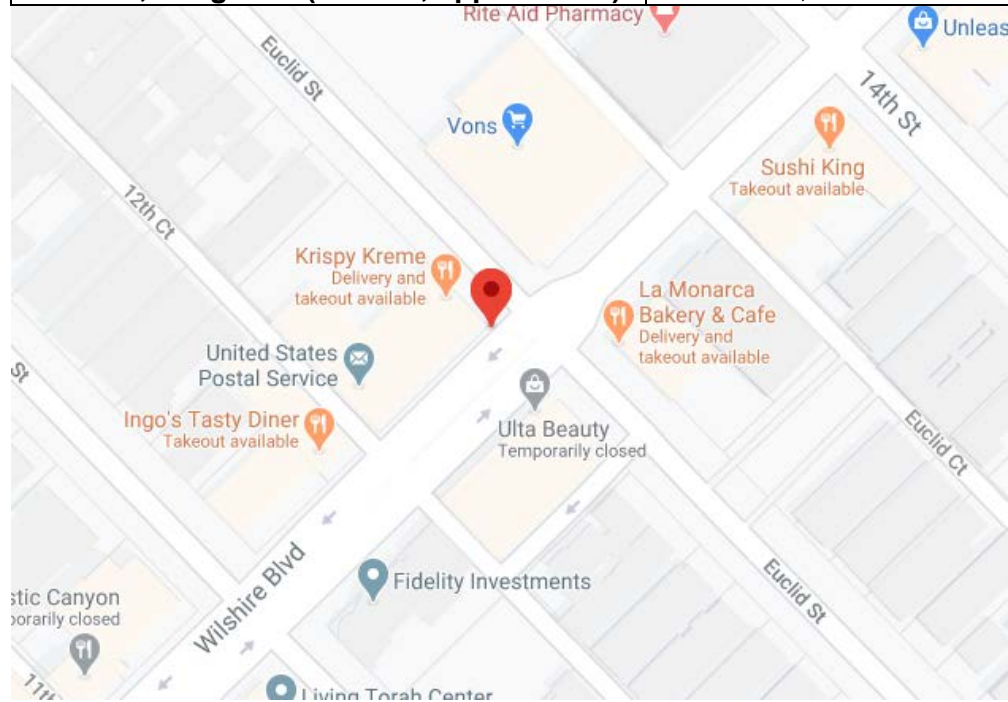 Rite Aid Pharmacy
Unleas
Euclid St
14th St
Vons
Sushi King
Takeout available
12th Ct
Krispy Kreme
Delivery and
takeout available
La Monarca
Bakery & Cafe
Delivery and
takeout available
United States
Postal Service
St
Ingo's Tasty Diner
Takeout available
Ulta Beauty
Temporarily closed
Euclid Ct
Fidelity Investments
Euclid St
stic Canyon
porarily closed
Wilshire Blvd
11th
Living Torah Center